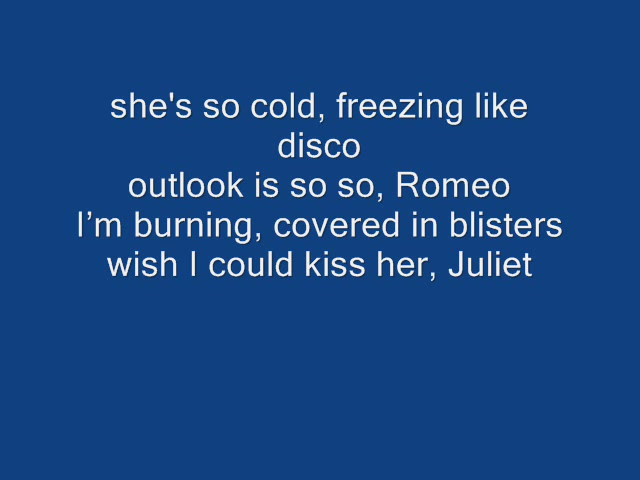 she's so cold, freezing like
disco
outlook is so so, Romeo
I’m burning, covered in blisters
wish I could kiss her, Juliet